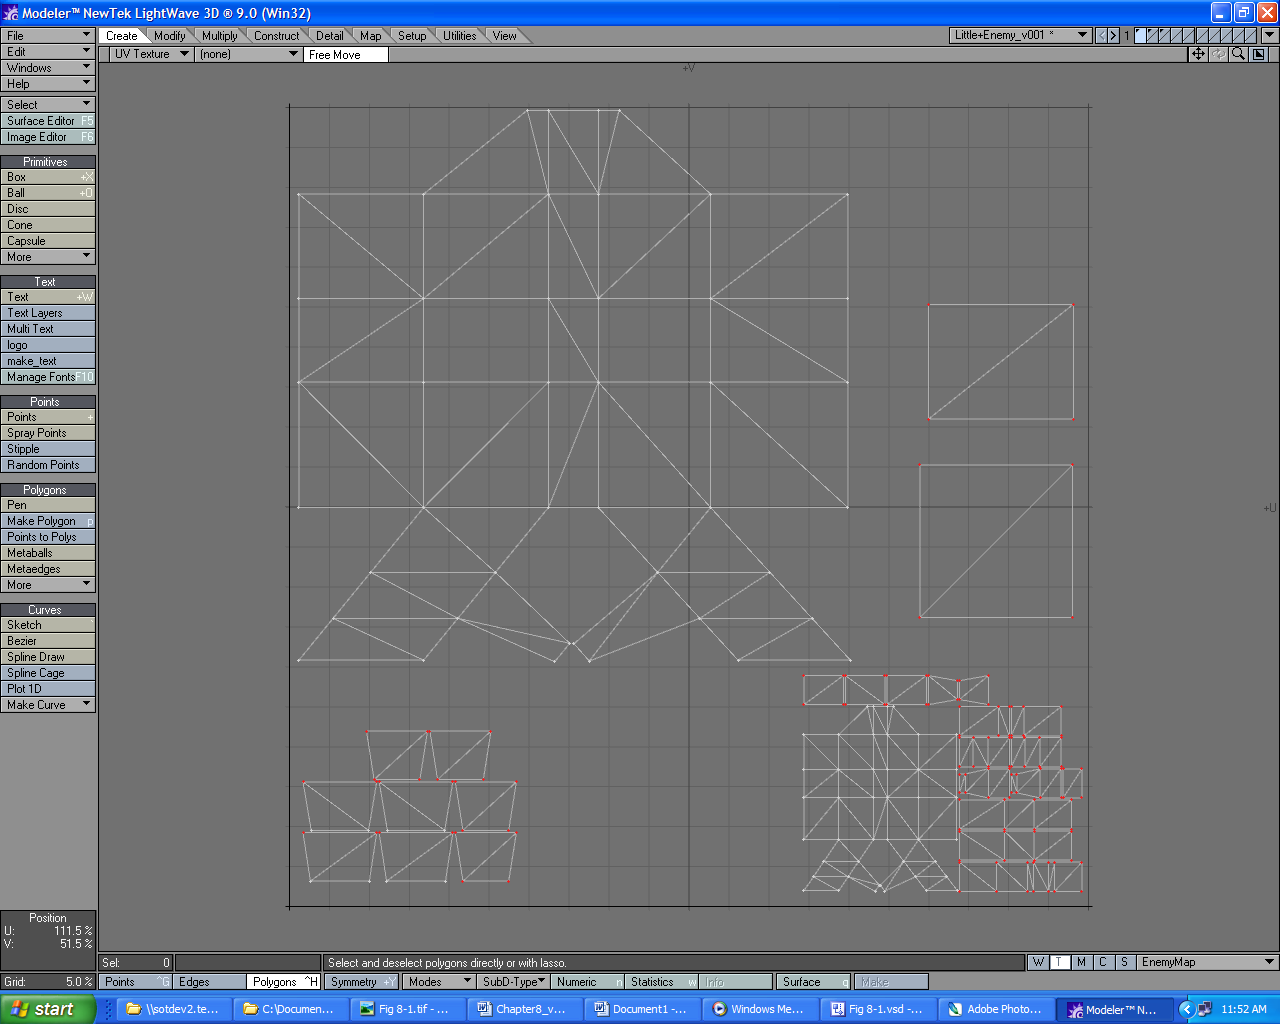 Modeler™ NewTek LightWave 3D ® 9.0 (Win32)
File
Create Modify Multiply Construct Detail Map Setup Utilities View
Little+Enemy_v001 *
1
Edit
UV Texture (none) Free Move
Windows
Help
+V
Select
Surface Editor F5
Image Editor F6
Primitives
Box +X
Ball +O
Disc
Cone
Capsule
More
Text
Text +W
Text Layers
Multi Text
logo
make_text
Manage Fonts F10
Points
Points +
Spray Points
Stipple
Random Points
Polygons
Pen
Make Polygon p
Points to Polys
Metaballs
Metaedges
More
+U
Curves
Sketch `
Bezier
Spline Draw
Spline Cage
Plot 1D
Make Curve
Position
U: 111.5 %
V: 51.5 %
Grid: 5.0 %
Sel: 0
Select and deselect polygons directly or with lasso.
W T M C S EnemyMap
Points ^G Edges Polygons ^H Symmetry +Y Modes SubD-Type Numeric n Statistics w Info Surface q Make
start
\\sotdev2.te...
C:\Documen...
Fig 8-1.tif - ...
Chapter8_v...
Document1 -...
Windows Me...
Fig 8-1.vsd -...
Adobe Photo...
Modeler™ N...
11:52 AM